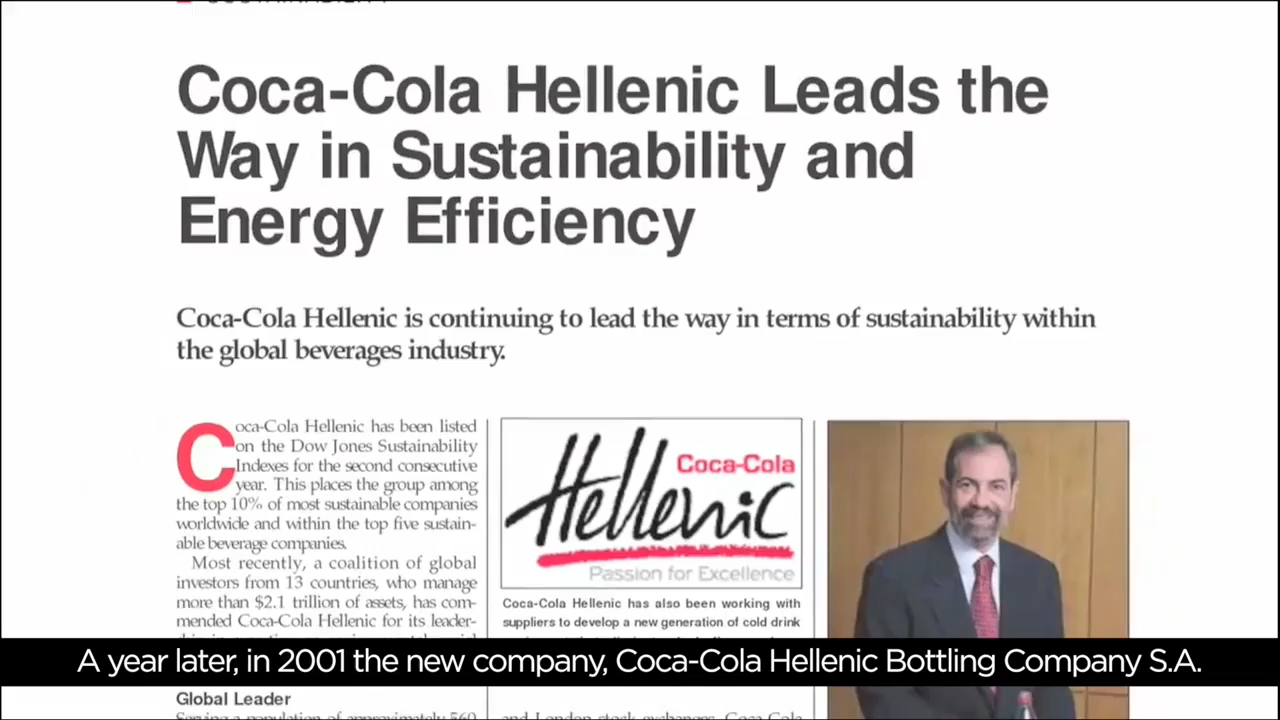 Coca-Cola Hellenic Leads the
Way in Sustainability and
Energy Efficiency
Coca-Cola Hellenic is continuing to lead the way in terms of sustainability within
the global beverages industry.
Coca-Cola Hellenic has been listed
on the Dow Jones Sustainability
Indexes for the second consecutive
year. This places the group among
the top 10% of most sustainable companies
worldwide and within the top five sustain-
able beverage companies.
Most recently, a coalition of global
investors from 13 countries, who manage
more than $2.1 trillion of assets, has com-
mended Coca-Cola Hellenic for its leader-
Global Leader
Coca-Cola
Hellenic
Passion for Excellence
Coca-Cola Hellenic has also been working with
suppliers to develop a new generation of cold drink
A year later, in 2001 the new company, Coca-Cola Hellenic Bottling Company S.A.